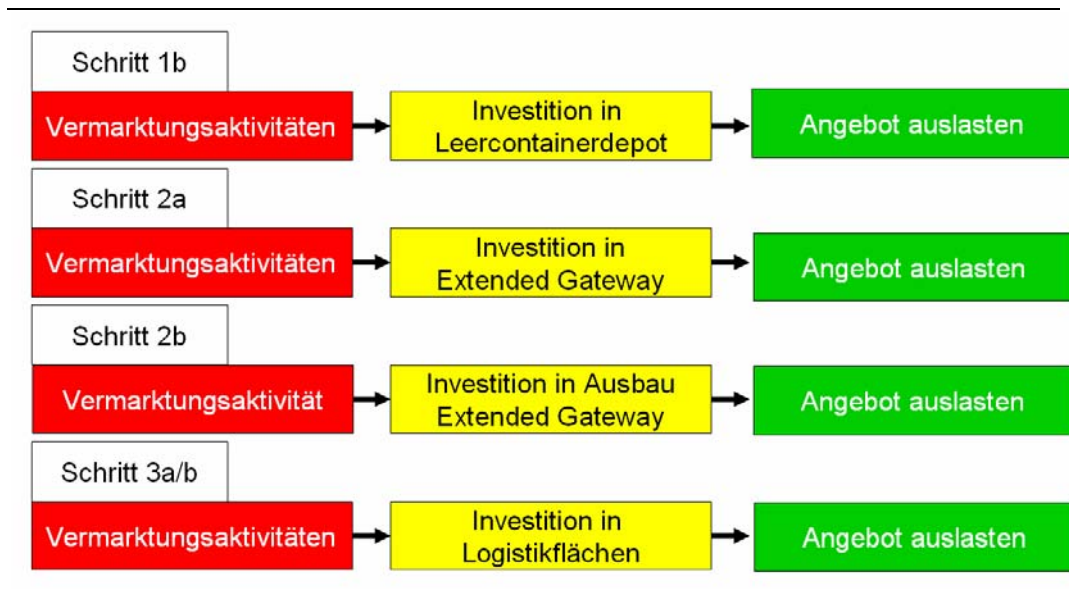 Schritt 1b
Vermarktungsaktivitäten
Investition in
Leercontainerdepot
Angebot auslasten
Schritt 2a
Vermarktungsaktivitäten
Investition in
Extended Gateway
Angebot auslasten
Schritt 2b
Vermarktungsaktivität
Investition in Ausbau
Extended Gateway
Angebot auslasten
Schritt 3a/b
Vermarktungsaktivitäten
Investition in
Logistikflächen
Angebot auslasten